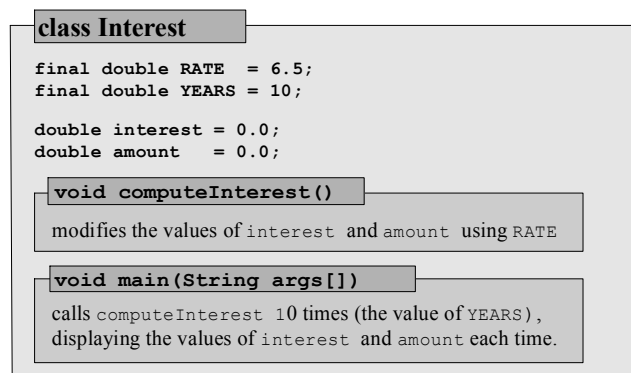 class Interest
final double RATE = 6.5;
final double YEARS = 10;
double interest = 0.0;
double amount = 0.0;
void computeInterest()
modifies the values of interest and amount using RATE
void main(String args[])
calls computeInterest 10 times (the value of YEARS),
displaying the values of interest and amount each time.